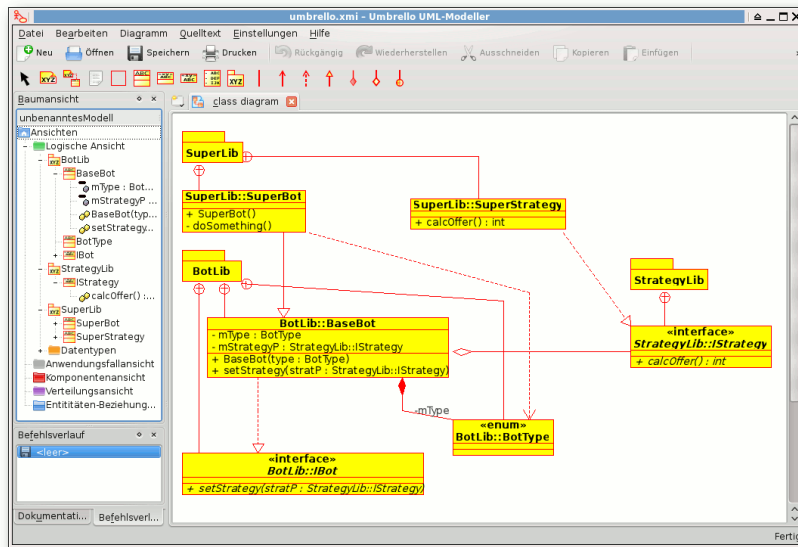 umbrello.xmi – Umbrello UML-Modeller
Datei Bearbeiten Diagramm Quelltext Einstellungen Hilfe
Neu Öffnen Speichern Drucken Rückgängig Wiederherstellen Ausschneiden Kopieren Einfügen
Baumansicht
class diagram
unbenanntesModell
Ansichten
Logische Ansicht
BotLib
BaseBot
mType : Bot...
mStrategyP ...
BaseBot(typ...
setStrategy...
BotType
IBot
StrategyLib
IStrategy
calcOffer() :...
SuperLib
SuperBot
SuperStrategy
Datentypen
Anwendungsfallansicht
Komponentenansicht
Verteilungsansicht
Entititäten-Beziehung...
Befehlsverlauf
<leer>
Dokumentati... Befehlsverl...
SuperLib
SuperLib::SuperBot
+ SuperBot()
- doSomething()
SuperLib::SuperStrategy
+ calcOffer() : int
BotLib
StrategyLib
BotLib::BaseBot
- mType : BotType
- mStrategyP : StrategyLib::IStrategy
+ BaseBot(type : BotType)
+ setStrategy(stratP : StrategyLib::IStrategy)
«interface»
StrategyLib::IStrategy
+ calcOffer() : int
-mType
«enum»
BotLib::BotType
«interface»
BotLib::IBot
+ setStrategy(stratP : StrategyLib::IStrategy)
Fertig